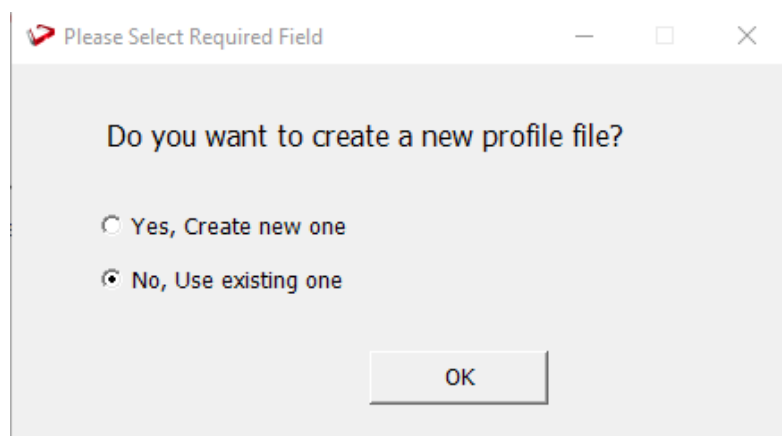 Please Select Required Field
Do you want to create a new profile file?
Yes, Create new one
No, Use existing one
OK